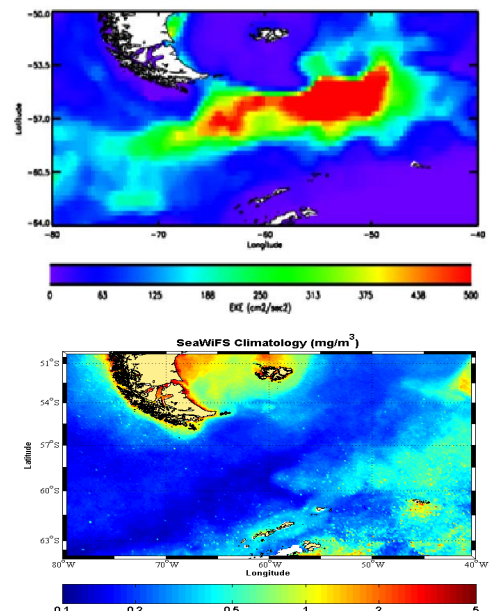 -50.0
-53.5
-57.0
-60.5
-64.0
Latitude
-80 -70 -60 -50 -40
Longitude
0 63 125 188 250 313 375 438 500
EKE (cm2/sec2)
SeaWiFS Climatology (mg/m3)
51°S
54°S
57°S
60°S
63°S
Latitude
80°W 70°W 60°W 50°W 40°W
Longitude
0.1 0.2 0.5 1 2 5